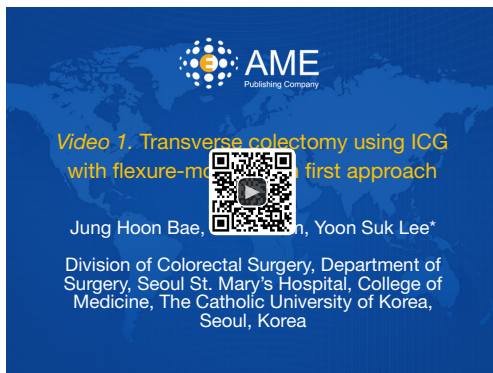 E
AME
Publishing Company
Video 1. Transverse colectomy using ICG
with first approach
Jung Hoon Bae, Yoon Suk Lee*
Division of Colorectal Surgery, Department of
Surgery, Seoul St. Mary's Hospital, College of
Medicine, The Catholic University of Korea,
Seoul, Korea